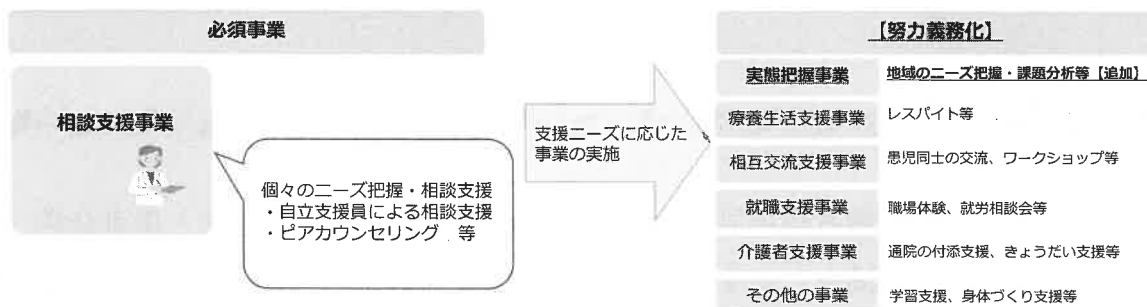 必須事業
相談支援事業
個々のニーズ把握・相談支援
・自立支援員による相談支援
・ピアカウンセリング 等
支援ニーズに応じた
事業の実施
【努力義務化】
実態把握事業 地域のニーズ把握・課題分析等【追加】
療養生活支援事業 レスパイト等
相互交流支援事業 患児同士の交流、ワークショップ等
就職支援事業 職場体験、就労相談会等
介護者支援事業 通院の付添支援、きょうだい支援等
その他の事業 学習支援、身体づくり支援等